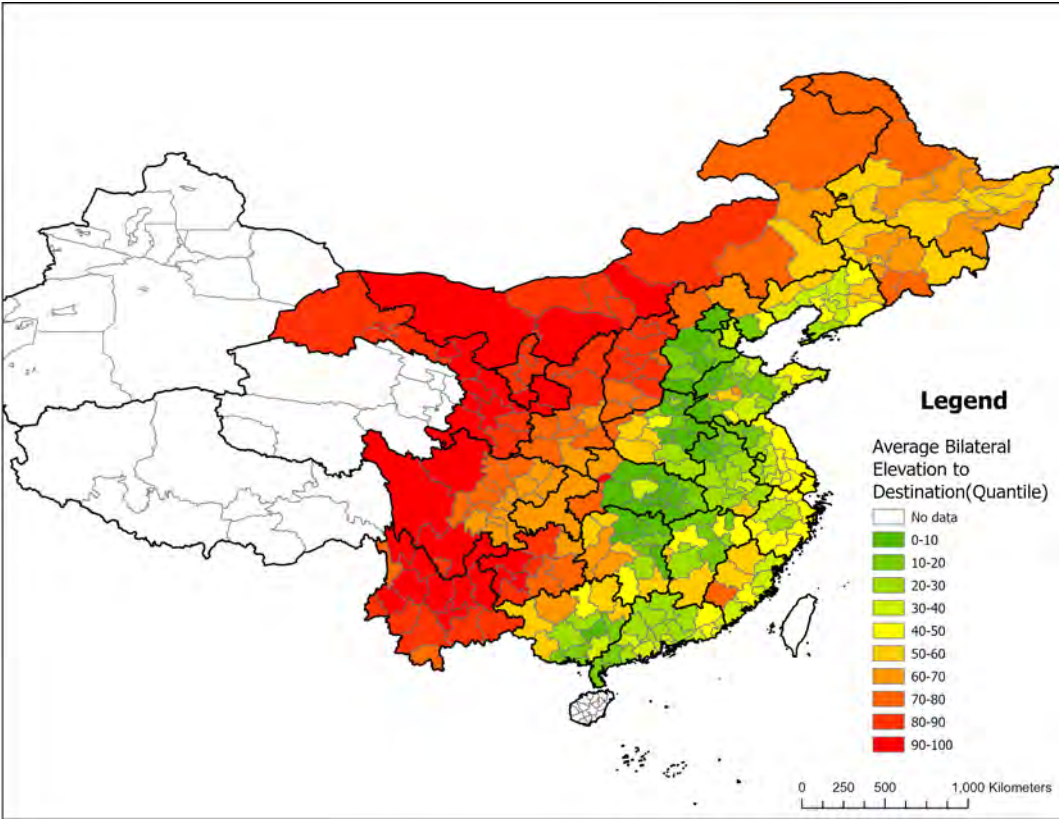 Legend
Average Bilateral
Elevation to
Destination(Quantile)
No data
0-10
10-20
20-30
30-40
40-50
50-60
60-70
70-80
80-90
90-100
0 250 500 1,000 Kilometers